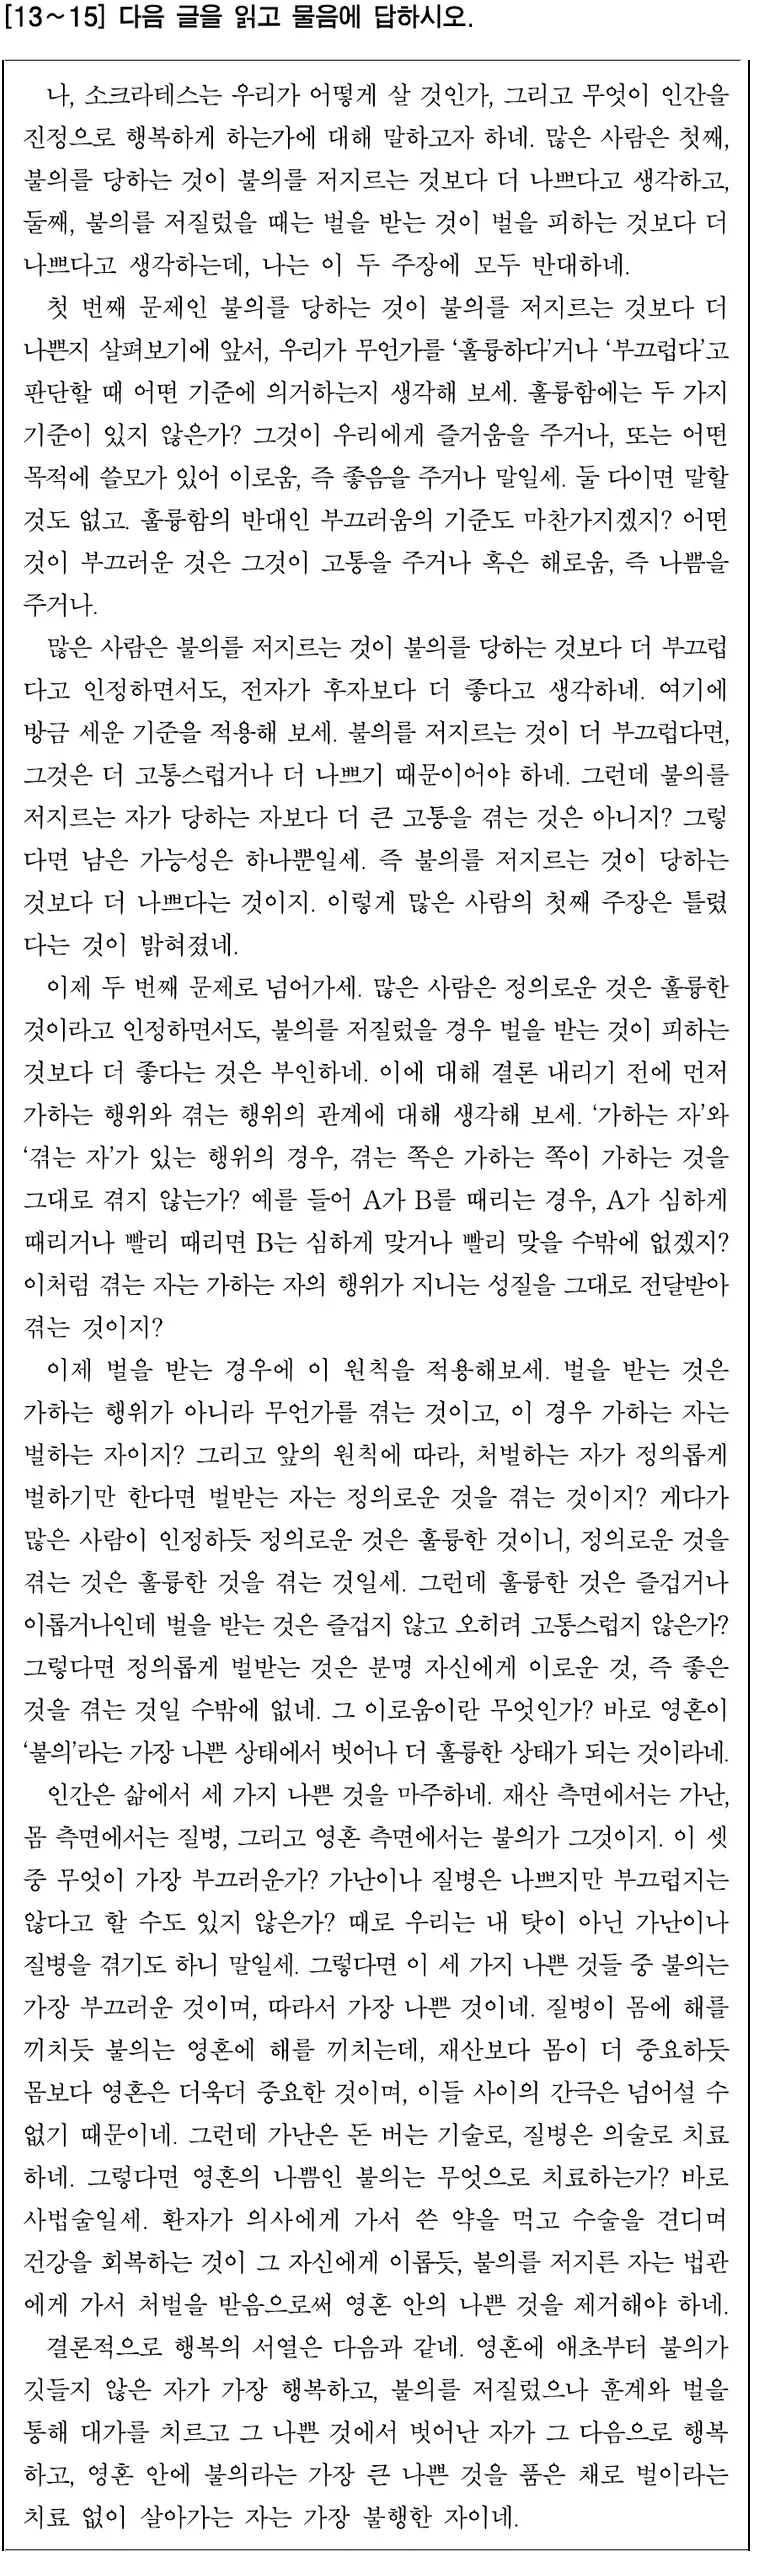 [13~15] 다음 글을 읽고 물음에 답하시오.
나, 소크라테스는 우리가 어떻게 살 것인가, 그리고 무엇이 인간을
진정으로 행복하게 하는가에 대해 말하고자 하네. 많은 사람은 첫째,
불의를 당하는 것이 불의를 저지르는 것보다 더 나쁘다고 생각하고,
둘째, 불의를 저질렀을 때는 벌을 받는 것이 벌을 피하는 것보다 더
나쁘다고 생각하는데, 나는 이 두 주장에 모두 반대하네.
첫 번째 문제인 불의를 당하는 것이 불의를 저지르는 것보다 더
나쁜지 살펴보기에 앞서, 우리가 무언가를 ‘훌륭하다’거나 ‘부끄럽다’고
판단할 때 어떤 기준에 의거하는지 생각해 보세. 훌륭함에는 두 가지
기준이 있지 않은가? 그것이 우리에게 즐거움을 주거나, 또는 어떤
목적에 쓸모가 있어 이로움, 즉 좋음을 주거나 말일세. 둘 다이면 말할
것도 없고. 훌륭함의 반대인 부끄러움의 기준도 마찬가지겠지? 어떤
것이 부끄러운 것은 그것이 고통을 주거나 혹은 해로움, 즉 나쁨을
주거나.
많은 사람은 불의를 저지르는 것이 불의를 당하는 것보다 더 부끄럽
다고 인정하면서도, 전자가 후자보다 더 좋다고 생각하네. 여기에
방금 세운 기준을 적용해 보세. 불의를 저지르는 것이 더 부끄럽다면,
그것은 더 고통스럽거나 더 나쁘기 때문이어야 하네. 그런데 불의를
저지르는 자가 당하는 자보다 더 큰 고통을 겪는 것은 아니지? 그렇
다면 남은 가능성은 하나뿐일세. 즉 불의를 저지르는 것이 당하는
것보다 더 나쁘다는 것이지. 이렇게 많은 사람의 첫째 주장은 틀렸
다는 것이 밝혀졌네.
이제 두 번째 문제로 넘어가세. 많은 사람은 정의로운 것은 훌륭한
것이라고 인정하면서도, 불의를 저질렀을 경우 벌을 받는 것이 피하는
것보다 더 좋다는 것은 부인하네. 이에 대해 결론 내리기 전에 먼저
가하는 행위와 겪는 행위의 관계에 대해 생각해 보세. ‘가하는 자’와
‘겪는 자’가 있는 행위의 경우, 겪는 쪽은 가하는 쪽이 가하는 것을
그대로 겪지 않는가? 예를 들어 A가 B를 때리는 경우, A가 심하게
때리거나 빨리 때리면 B는 심하게 맞거나 빨리 맞을 수밖에 없겠지?
이처럼 겪는 자는 가하는 자의 행위가 지니는 성질을 그대로 전달받아
겪는 것이지?
이제 벌을 받는 경우에 이 원칙을 적용해보세. 벌을 받는 것은
가하는 행위가 아니라 무언가를 겪는 것이고, 이 경우 가하는 자는
벌하는 자이지? 그리고 앞의 원칙에 따라, 처벌하는 자가 정의롭게
벌하기만 한다면 벌받는 자는 정의로운 것을 겪는 것이지? 게다가
많은 사람이 인정하듯 정의로운 것은 훌륭한 것이니, 정의로운 것을
겪는 것은 훌륭한 것을 겪는 것일세. 그런데 훌륭한 것은 즐겁거나
이롭거나인데 벌을 받는 것은 즐겁지 않고 오히려 고통스럽지 않은가?
그렇다면 정의롭게 벌받는 것은 분명 자신에게 이로운 것, 즉 좋은
것을 겪는 것일 수밖에 없네. 그 이로움이란 무엇인가? 바로 영혼이
‘불의’라는 가장 나쁜 상태에서 벗어나 더 훌륭한 상태가 되는 것이라네.
인간은 삶에서 세 가지 나쁜 것을 마주하네. 재산 측면에서는 가난,
몸 측면에서는 질병, 그리고 영혼 측면에서는 불의가 그것이지. 이 셋
중 무엇이 가장 부끄러운가? 가난이나 질병은 나쁘지만 부끄럽지는
않다고 할 수도 있지 않은가? 때로 우리는 내 탓이 아닌 가난이나
질병을 겪기도 하니 말일세. 그렇다면 이 세 가지 나쁜 것들 중 불의는
가장 부끄러운 것이며, 따라서 가장 나쁜 것이네. 질병이 몸에 해를
끼치듯 불의는 영혼에 해를 끼치는데, 재산보다 몸이 더 중요하듯
몸보다 영혼은 더욱더 중요한 것이며, 이들 사이의 간극은 넘어설 수
없기 때문이네. 그런데 가난은 돈 버는 기술로, 질병은 의술로 치료
하네. 그렇다면 영혼의 나쁨인 불의는 무엇으로 치료하는가? 바로
사법술일세. 환자가 의사에게 가서 쓴 약을 먹고 수술을 견디며
건강을 회복하는 것이 그 자신에게 이롭듯, 불의를 저지른 자는 법관
에게 가서 처벌을 받음으로써 영혼 안의 나쁜 것을 제거해야 하네.
결론적으로 행복의 서열은 다음과 같네. 영혼에 애초부터 불의가
깃들지 않은 자가 가장 행복하고, 불의를 저질렀으나 훈계와 벌을
통해 대가를 치르고 그 나쁜 것에서 벗어난 자가 그 다음으로 행복
하고, 영혼 안에 불의라는 가장 큰 나쁜 것을 품은 채로 벌이라는
치료 없이 살아가는 자는 가장 불행한 자이네.